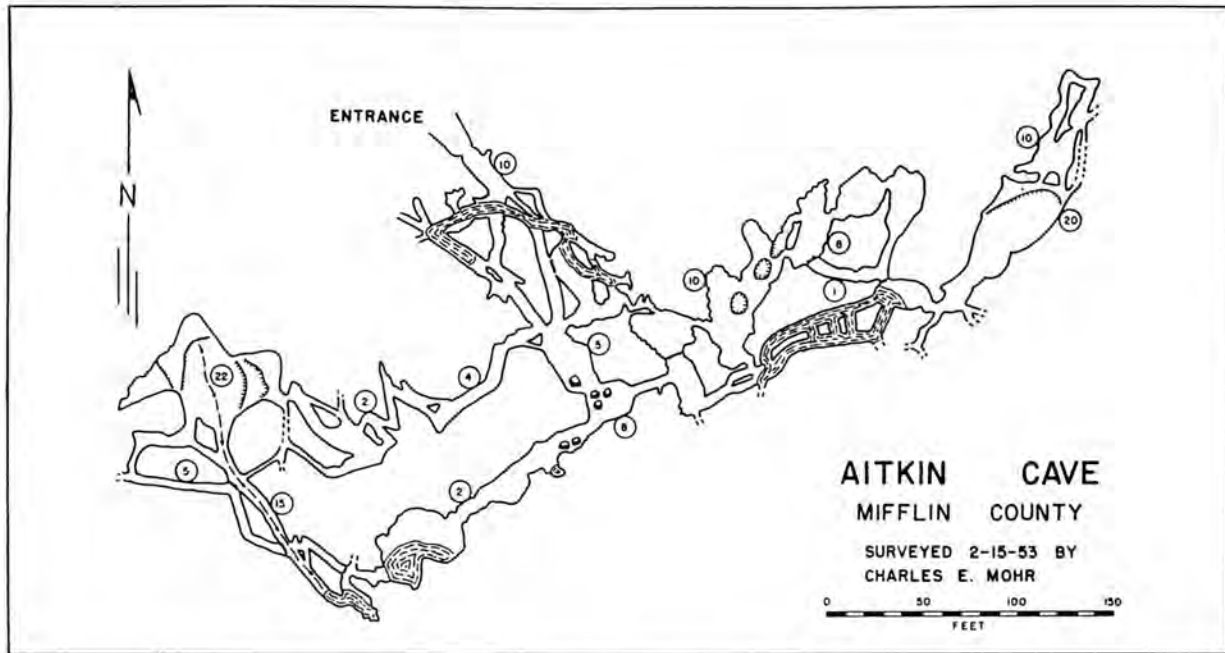 ENTRANCE
N
10
10
20
8
10
1
5
4
2
22
8
5
2
15
AITKIN CAVE
MIFFLIN COUNTY
SURVEYED 2-15-53 BY
CHARLES E. MOHR
0 50 100 150
FEET